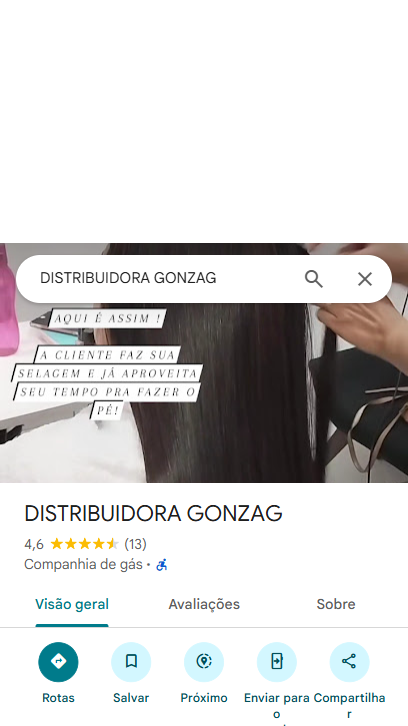 DISTRIBUIDORA GONZAG
AQUI É ASSIM !
A CLIENTE FAZ SUA
SELAGEM E JÁ APROVEITA
SEU TEMPO PRA FAZER O
PÉ!
DISTRIBUIDORA GONZAG
4,6 (13)
Companhia de gás ·
Visão geral Avaliações Sobre
Rotas Salvar Próximo Enviar para o Compartilhar